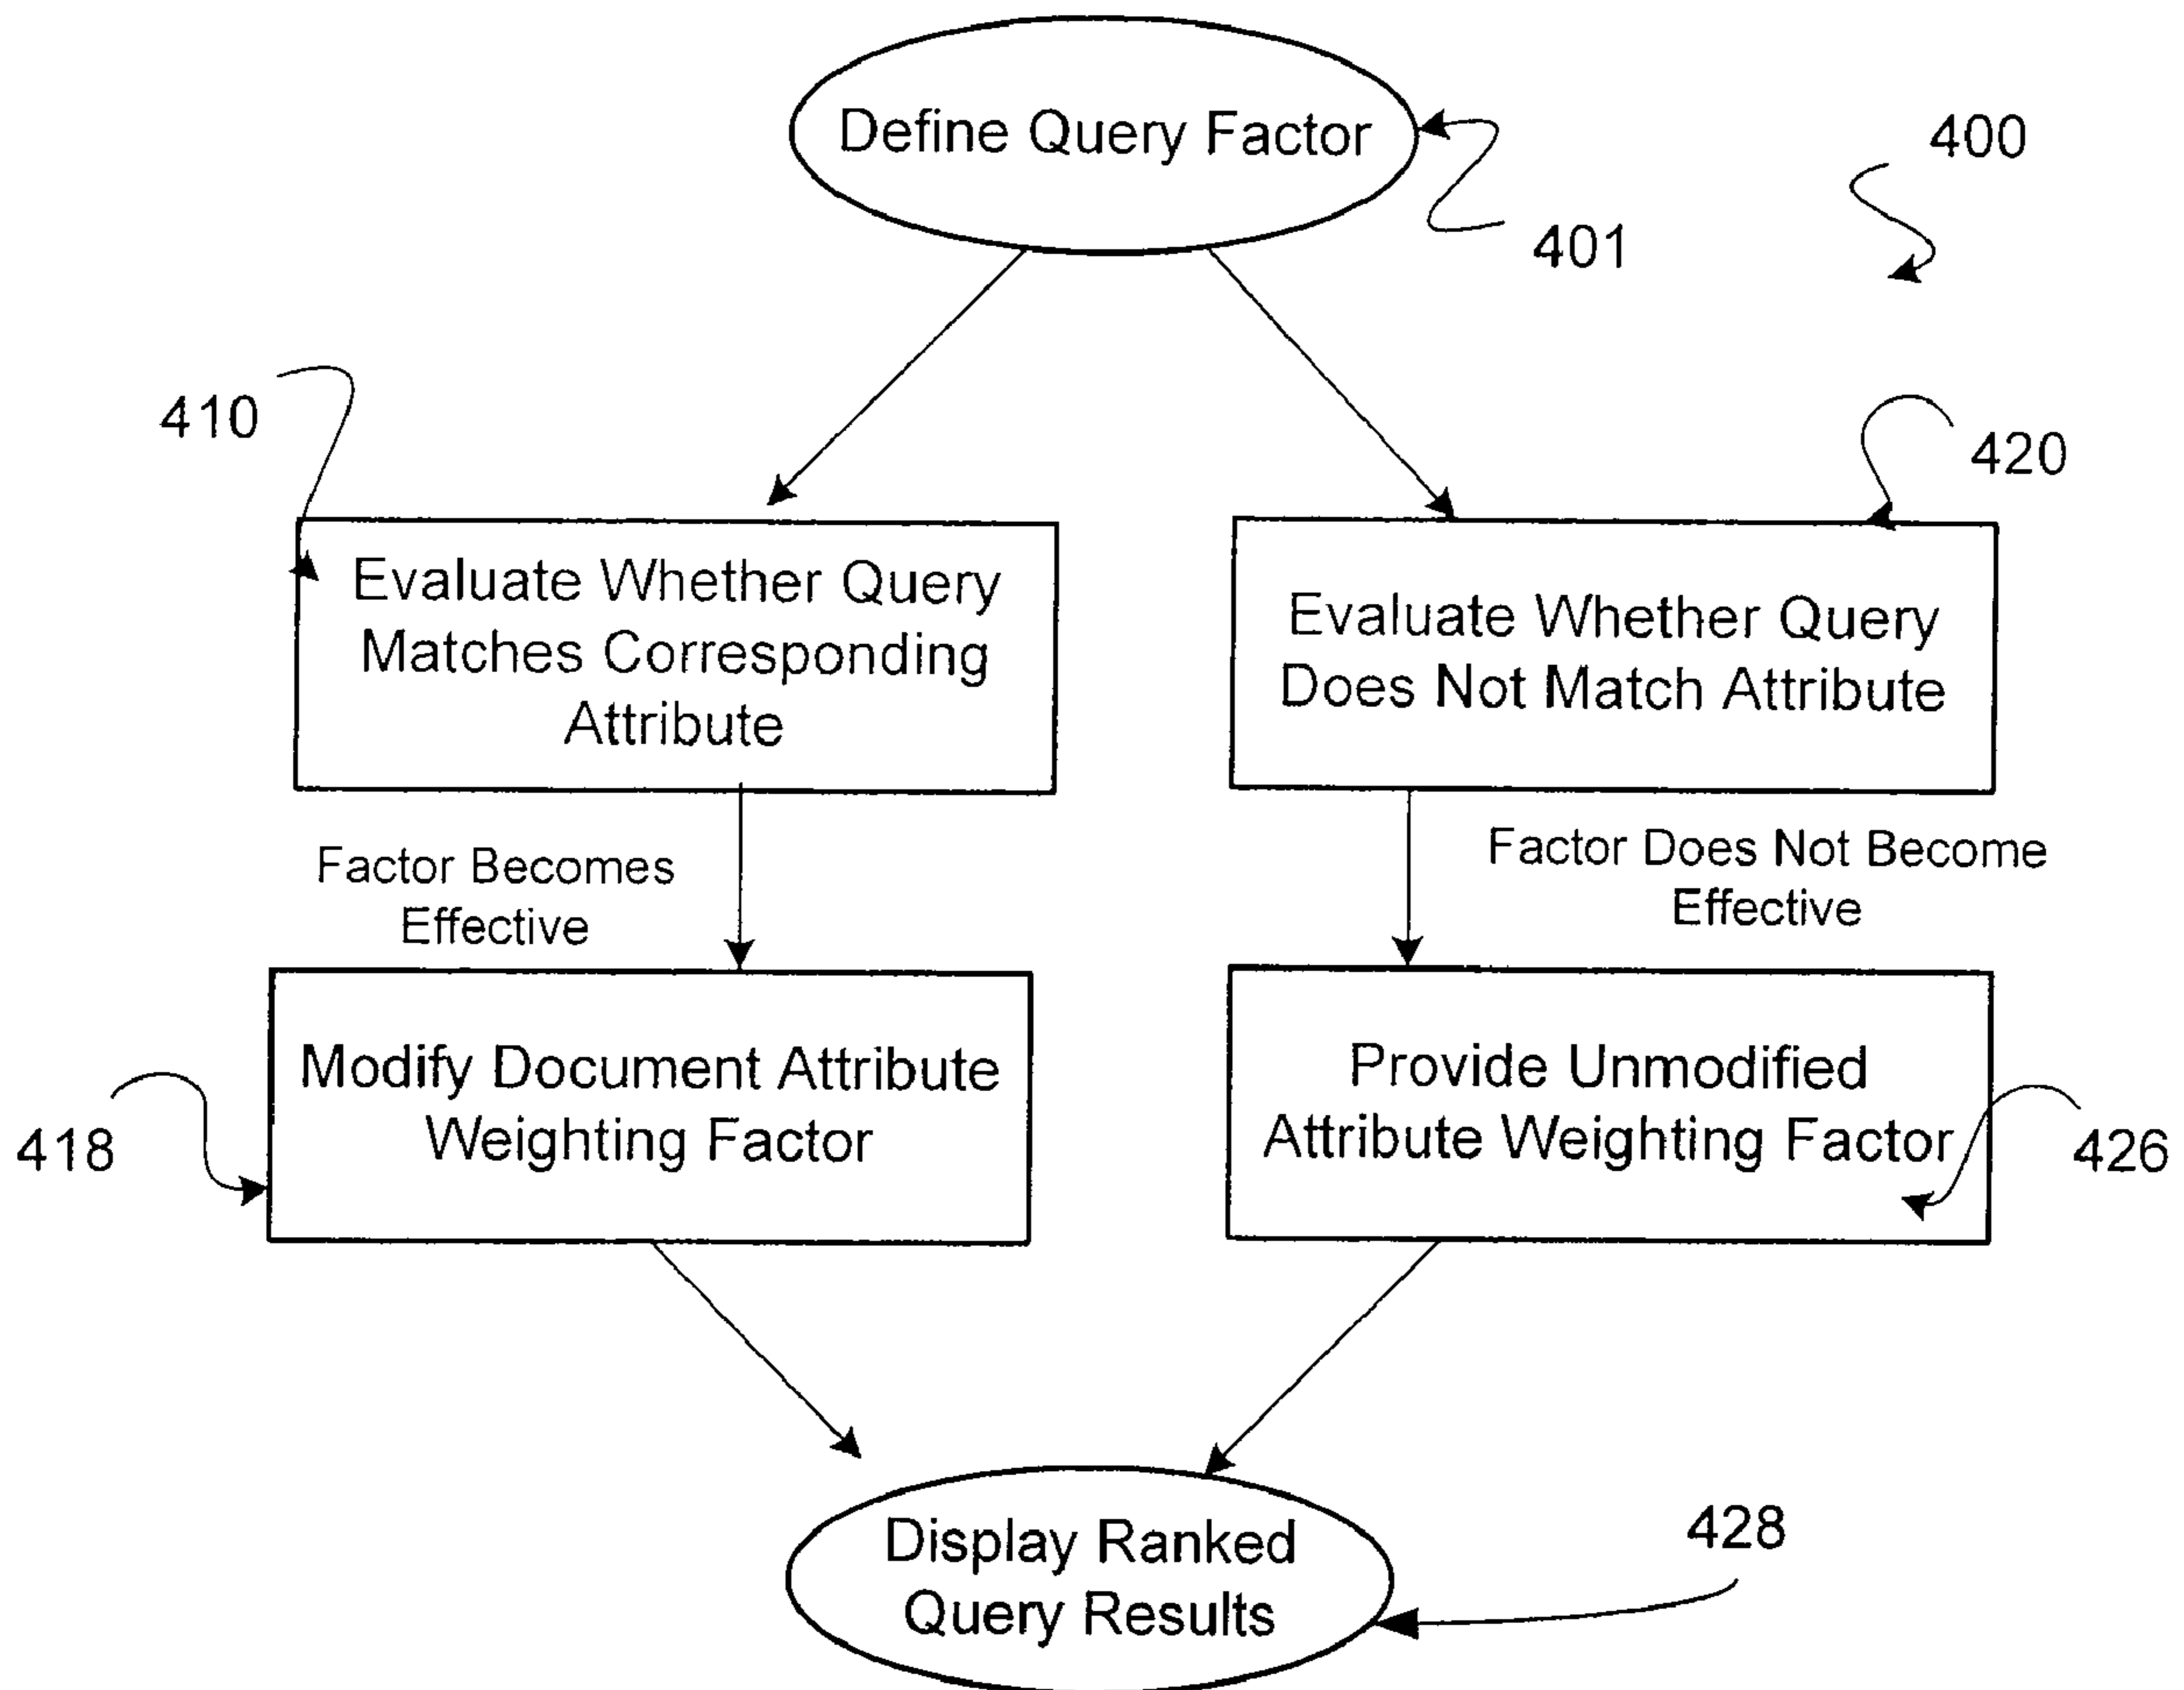 Define Query Factor
400
401
410
420
Evaluate Whether Query
Matches Corresponding
Attribute
Evaluate Whether Query
Does Not Match Attribute
Factor Becomes
Effective
Factor Does Not Become
Effective
Modify Document Attribute
Weighting Factor
Provide Unmodified
Attribute Weighting Factor
418
426
Display Ranked
Query Results
428